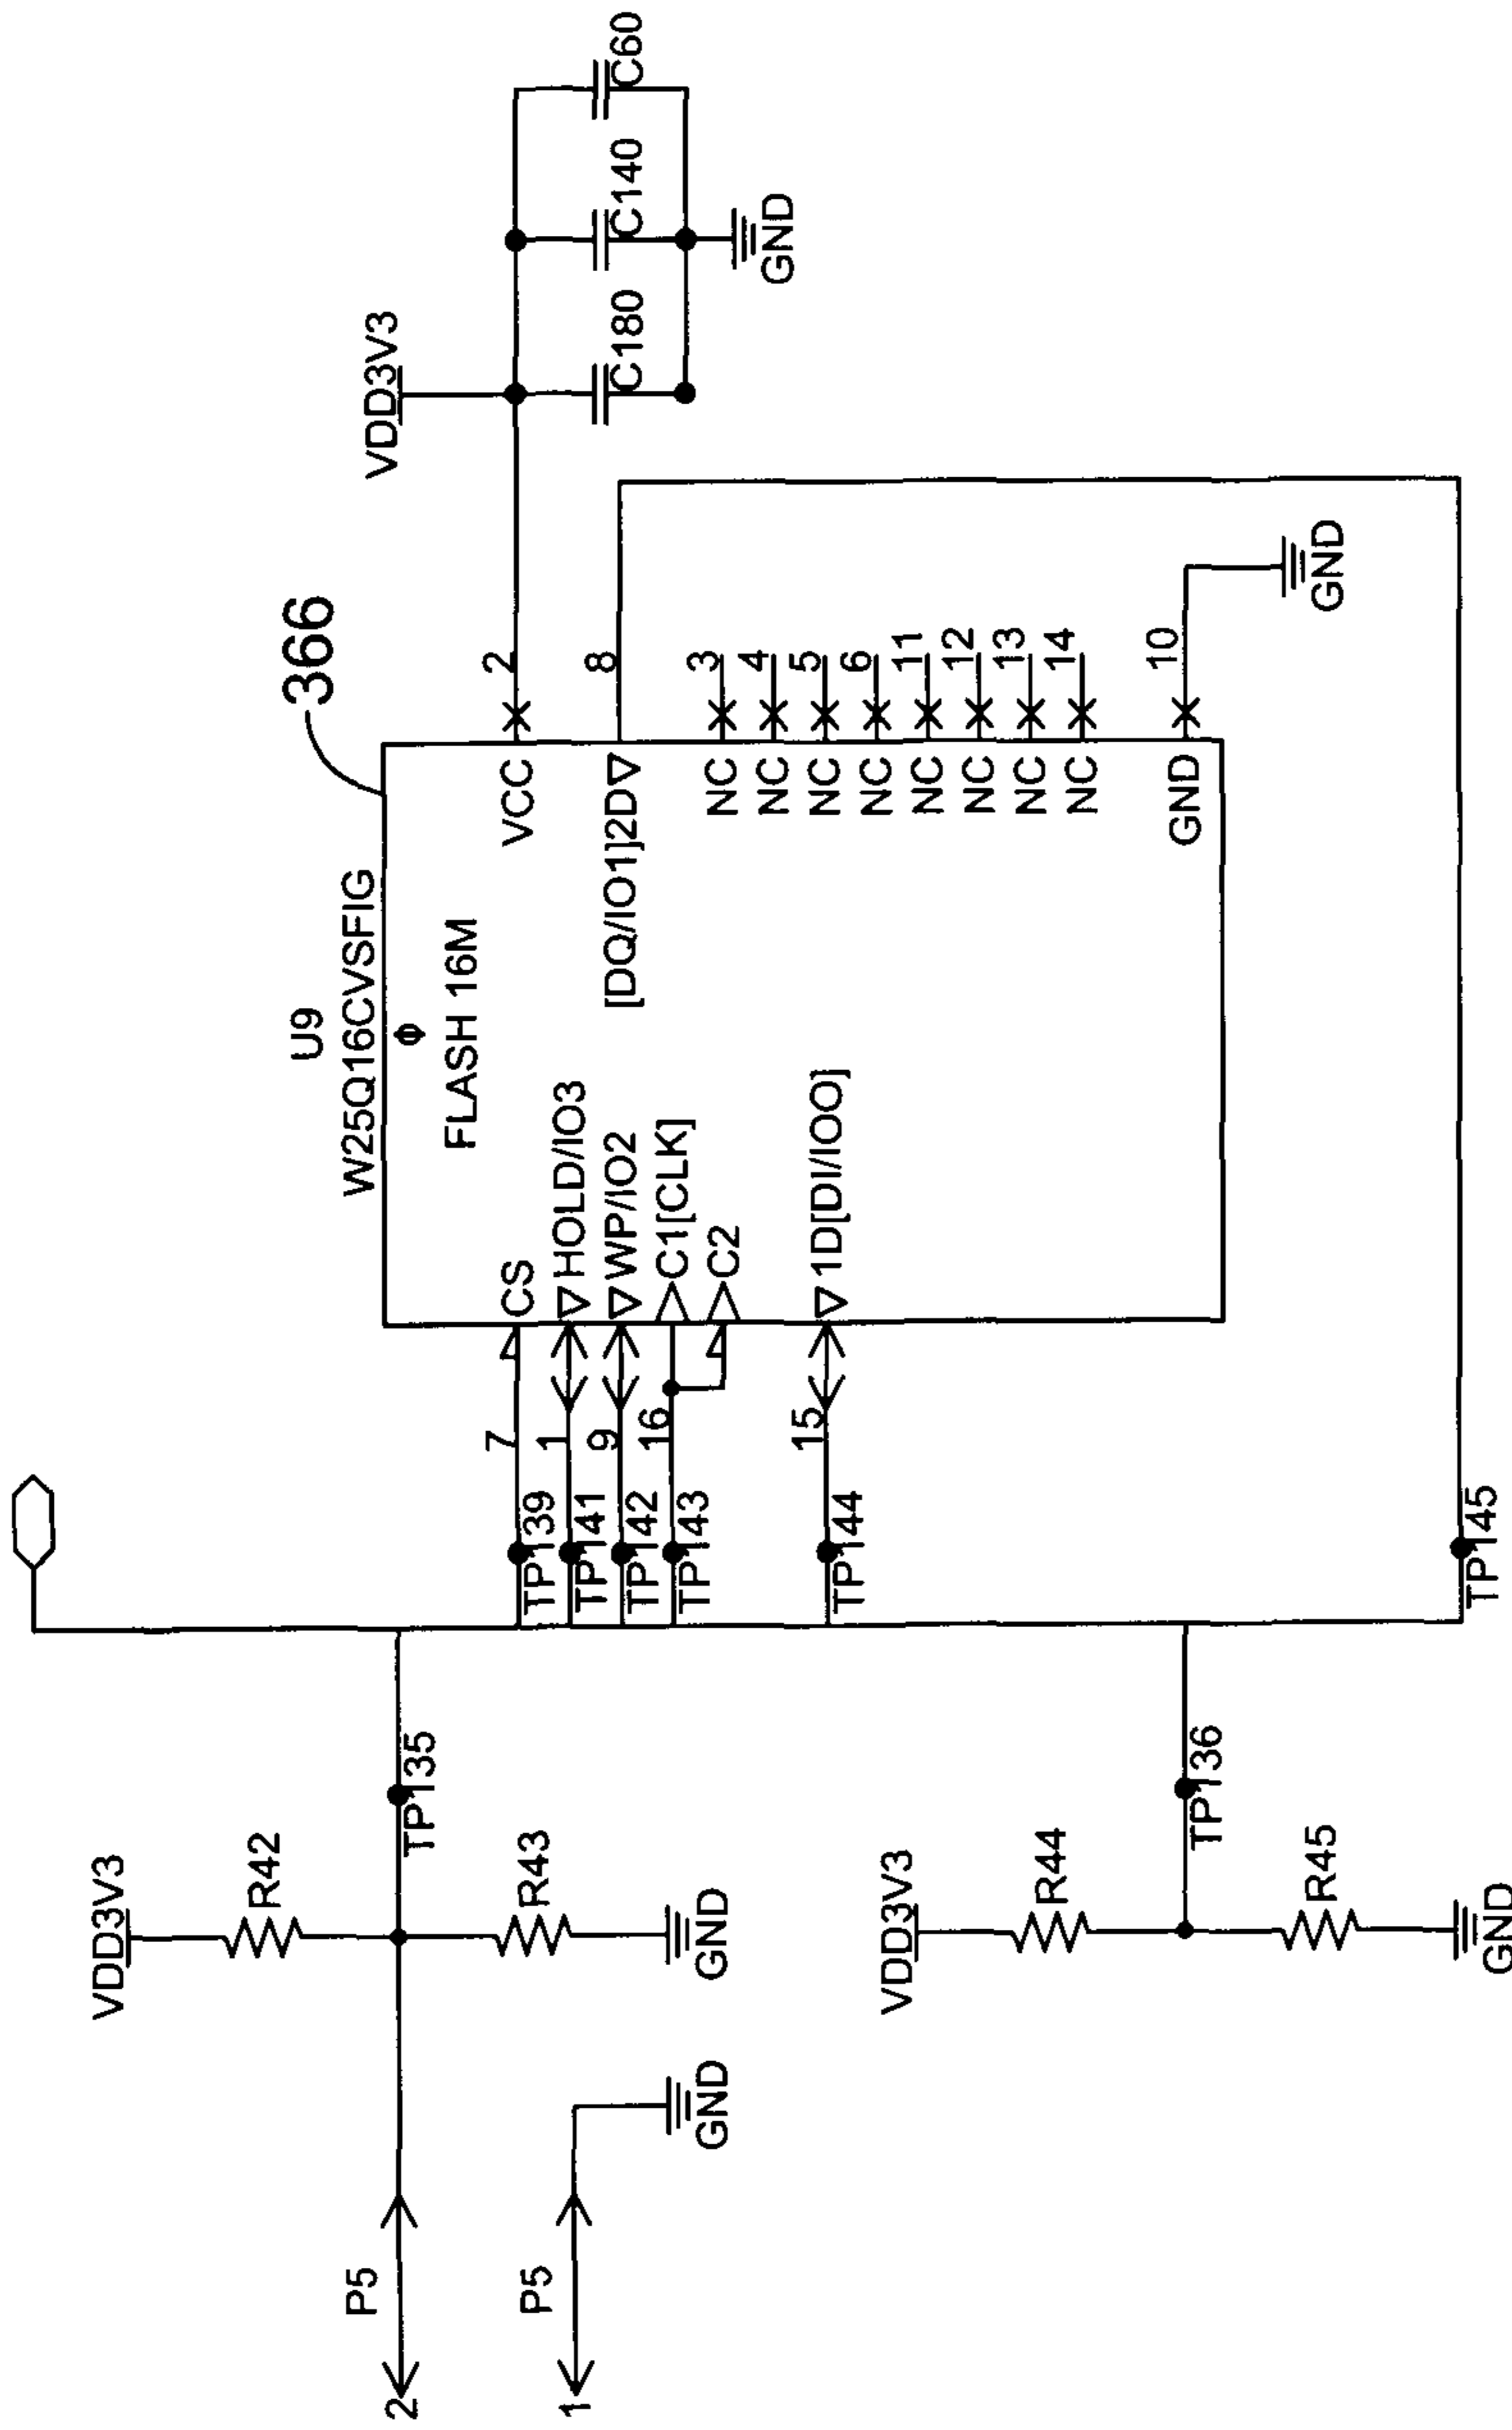 366
U9
W25Q16CVSFIG
Φ
FLASH 16M
CS
HOLD/IO3
WP/IO2
C1[CLK]
C2
1D[DI/IOO]
VCC
[DQ/IO1]2D
NC
NC
NC
NC
NC
NC
NC
NC
GND
7
1
9
16
15
2
8
3
4
5
6
11
12
13
14
10
TP139
TP141
TP142
TP143
TP144
TP145
VDD3V3
C180
C140
C60
GND
GND
VDD3V3
R42
TP135
R43
GND
P5
2
P5
1
GND
VDD3V3
R44
TP136
R45
GND